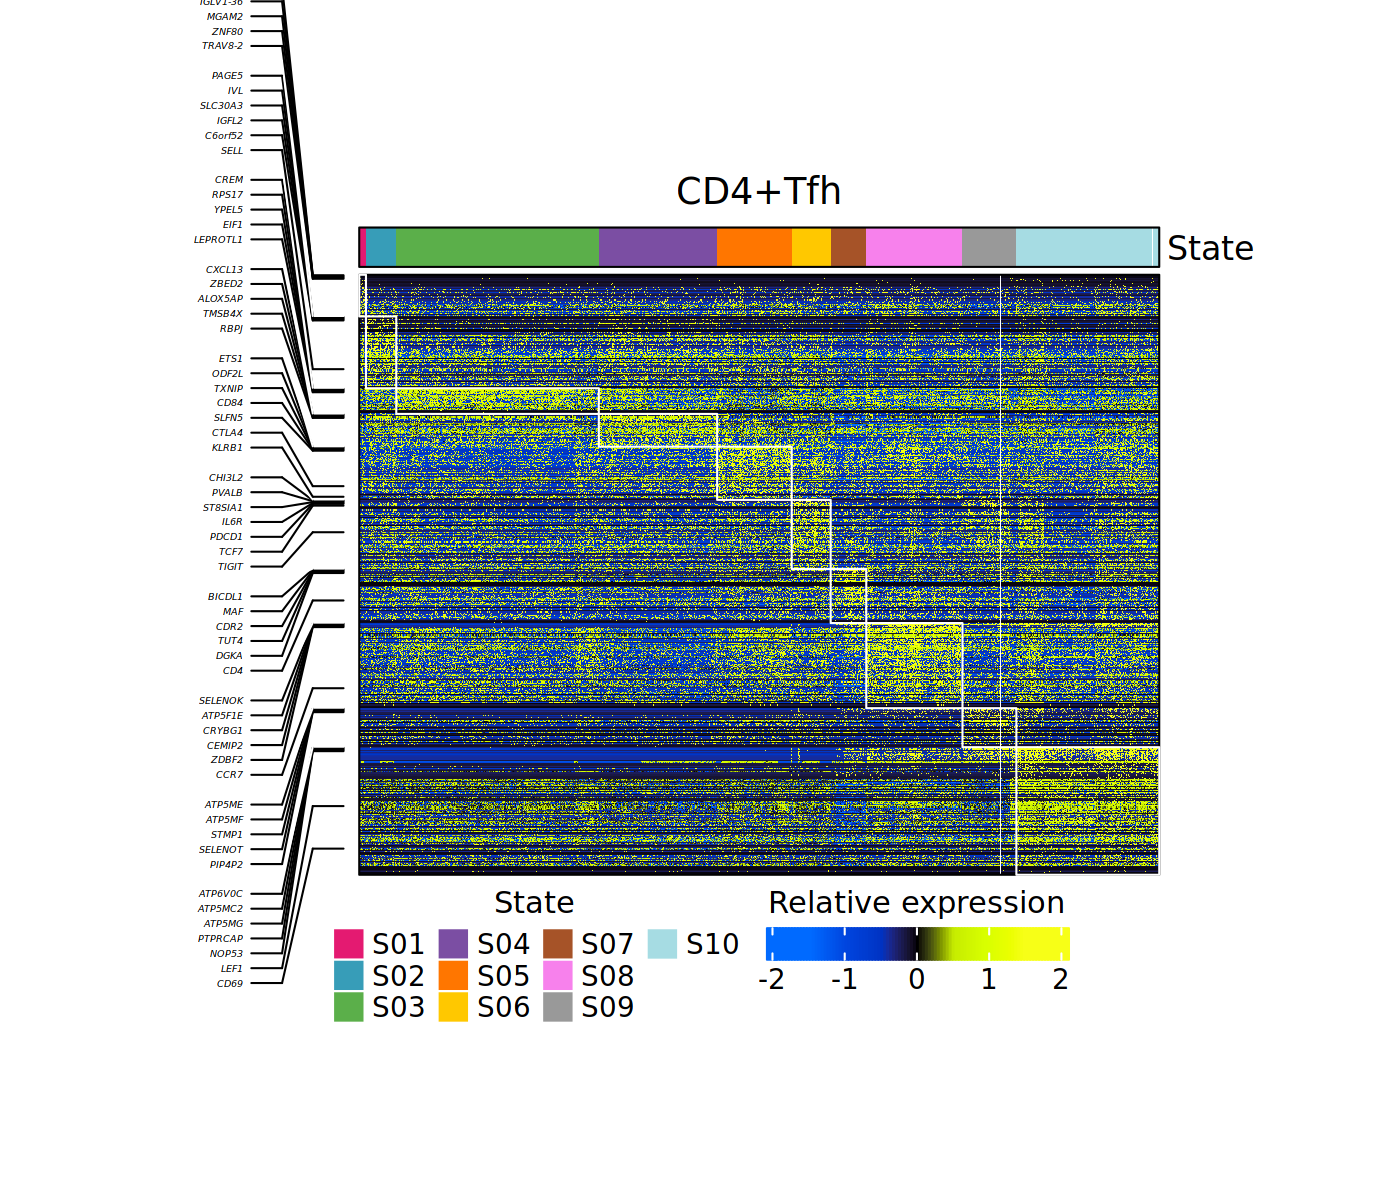 IGLV1-36
MGAM2
ZNF80
TRAV8-2
PAGE5
IVL
SLC30A3
IGFL2
C6orf52
SELL
CREM
RPS17
YPEL5
EIF1
LEPROTL1
CXCL13
ZBED2
ALOX5AP
TMSB4X
RBPJ
ETS1
ODF2L
TXNIP
CD84
SLFN5
CTLA4
KLRB1
CHI3L2
PVALB
ST8SIA1
IL6R
PDCD1
TCF7
TIGIT
BICDL1
MAF
CDR2
TUT4
DGKA
CD4
SELENOK
ATP5F1E
CRYBG1
CEMIP2
ZDBF2
CCR7
ATP5ME
ATP5MF
STMP1
SELENOT
PIP4P2
ATP6V0C
ATP5MC2
ATP5MG
PTPRCAP
NOP53
LEF1
CD69
CD4+Tfh
State
State
S01 S04 S07 S10
S02 S05 S08
S03 S06 S09
Relative expression
-2 -1 0 1 2